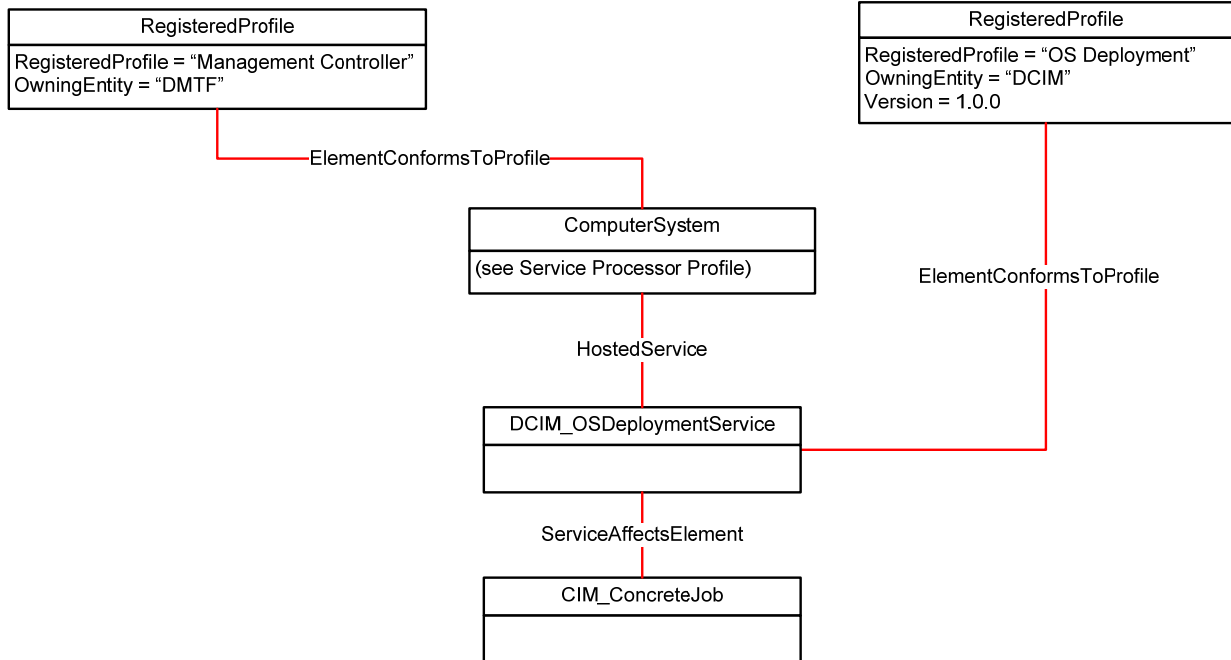 RegisteredProfile
RegisteredProfile = “Management Controller”
OwningEntity = “DMTF”
RegisteredProfile
RegisteredProfile = “OS Deployment”
OwningEntity = “DCIM”
Version = 1.0.0
ElementConformsToProfile
ComputerSystem
(see Service Processor Profile)
ElementConformsToProfile
HostedService
DCIM_OSDeploymentService
ServiceAffectsElement
CIM_ConcreteJob